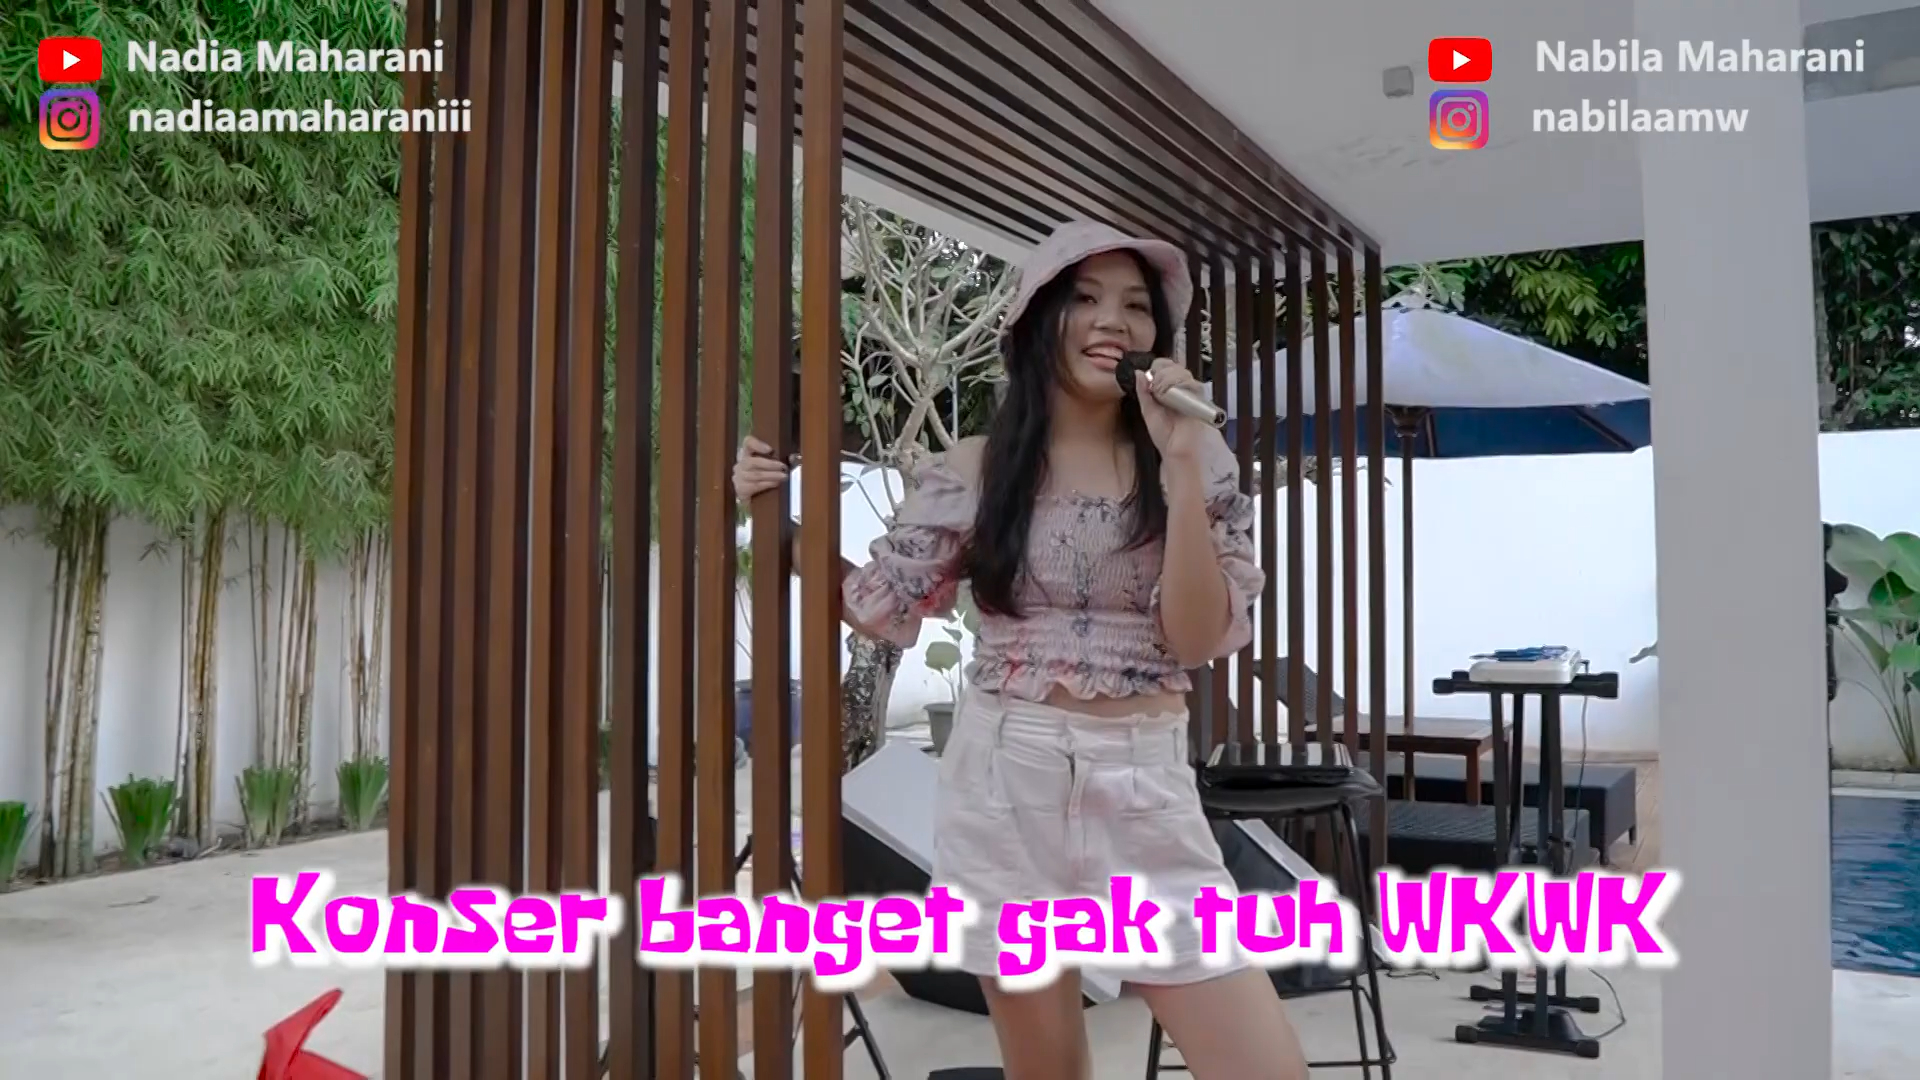 Nadia Maharani
nadiaamaharaniii
Nabila Maharani
nabilaamw
Konser banget gak tuh WKWK